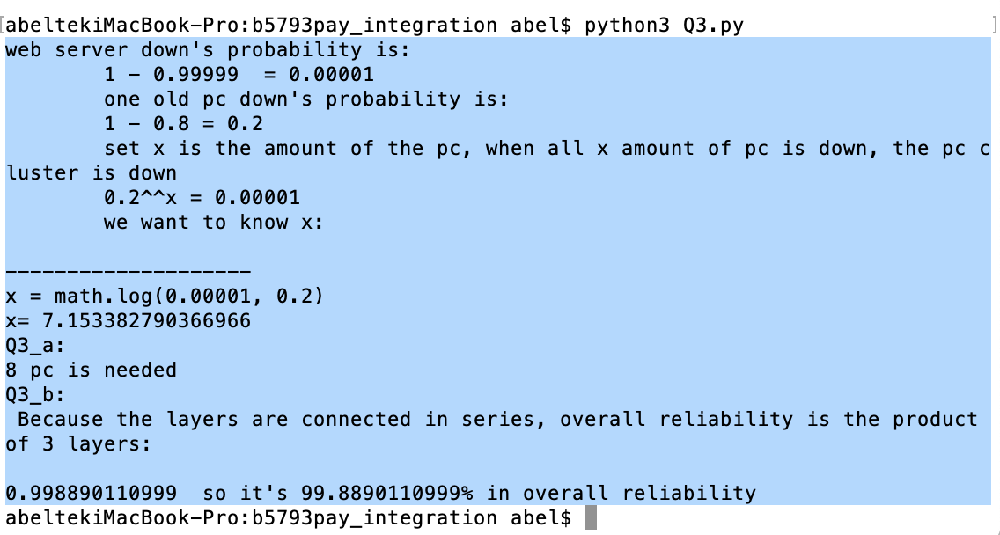 [abeltekiMacBook-Pro:b5793pay_integration abel$ python3 Q3.py ]
web server down's probability is:
        1 - 0.99999  = 0.00001
        one old pc down's probability is:
        1 - 0.8 = 0.2
        set x is the amount of the pc, when all x amount of pc is down, the pc c
luster is down
        0.2^^x = 0.00001
        we want to know x:

--------------------
x = math.log(0.00001, 0.2)
x= 7.153382790366966
Q3_a:
8 pc is needed
Q3_b:
 Because the layers are connected in series, overall reliability is the product
of 3 layers:

0.998890110999  so it's 99.8890110999% in overall reliability
abeltekiMacBook-Pro:b5793pay_integration abel$